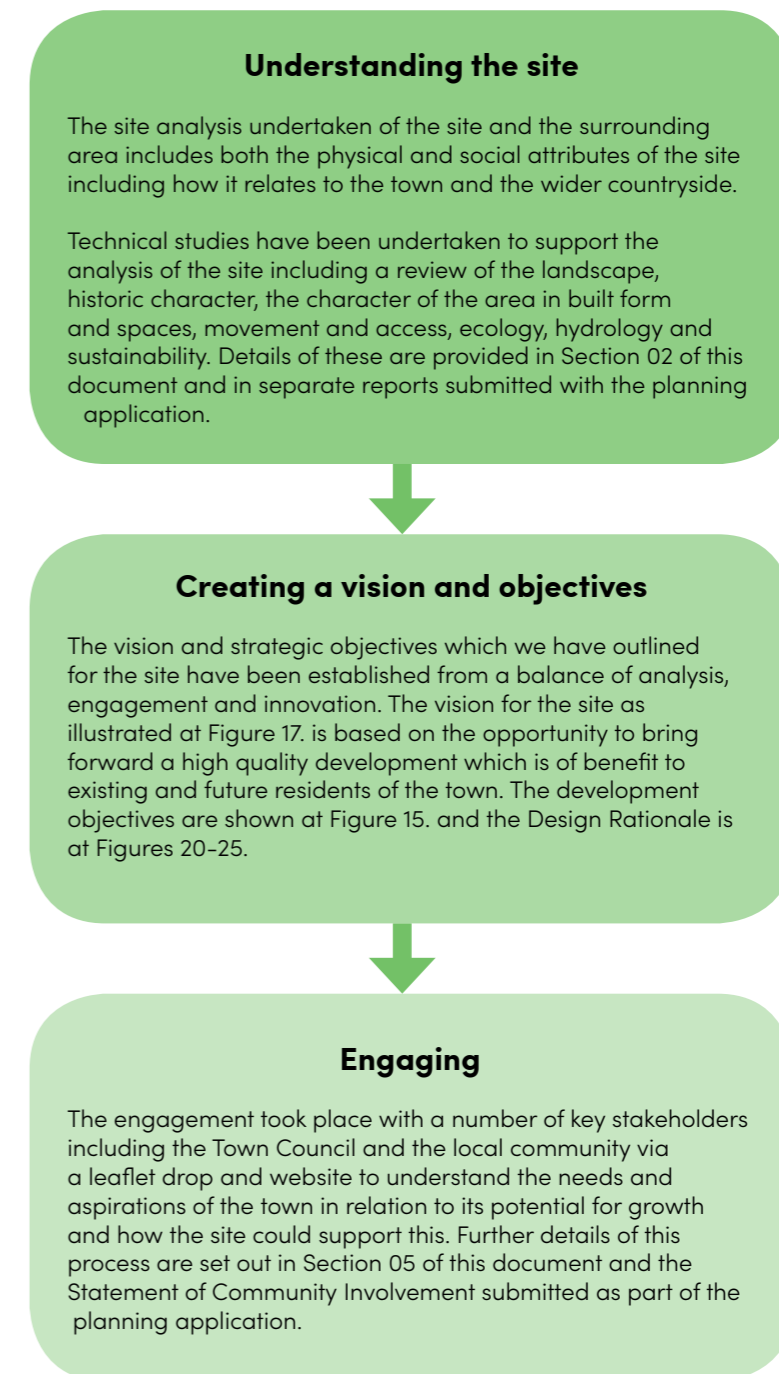 Understanding the site
The site analysis undertaken of the site and the surrounding
area includes both the physical and social attributes of the site
including how it relates to the town and the wider countryside.
Technical studies have been undertaken to support the
analysis of the site including a review of the landscape,
historic character, the character of the area in built form
and spaces, movement and access, ecology, hydrology and
sustainability. Details of these are provided in Section 02 of this
document and in separate reports submitted with the planning
application.
Creating a vision and objectives
The vision and strategic objectives which we have outlined
for the site have been established from a balance of analysis,
engagement and innovation. The vision for the site as
illustrated at Figure 17. is based on the opportunity to bring
forward a high quality development which is of benefit to
existing and future residents of the town. The development
objectives are shown at Figure 15. and the Design Rationale is
at Figures 20-25.
Engaging
The engagement took place with a number of key stakeholders
including the Town Council and the local community via
a leaflet drop and website to understand the needs and
aspirations of the town in relation to its potential for growth
and how the site could support this. Further details of this
process are set out in Section 05 of this document and the
Statement of Community Involvement submitted as part of the
planning application.